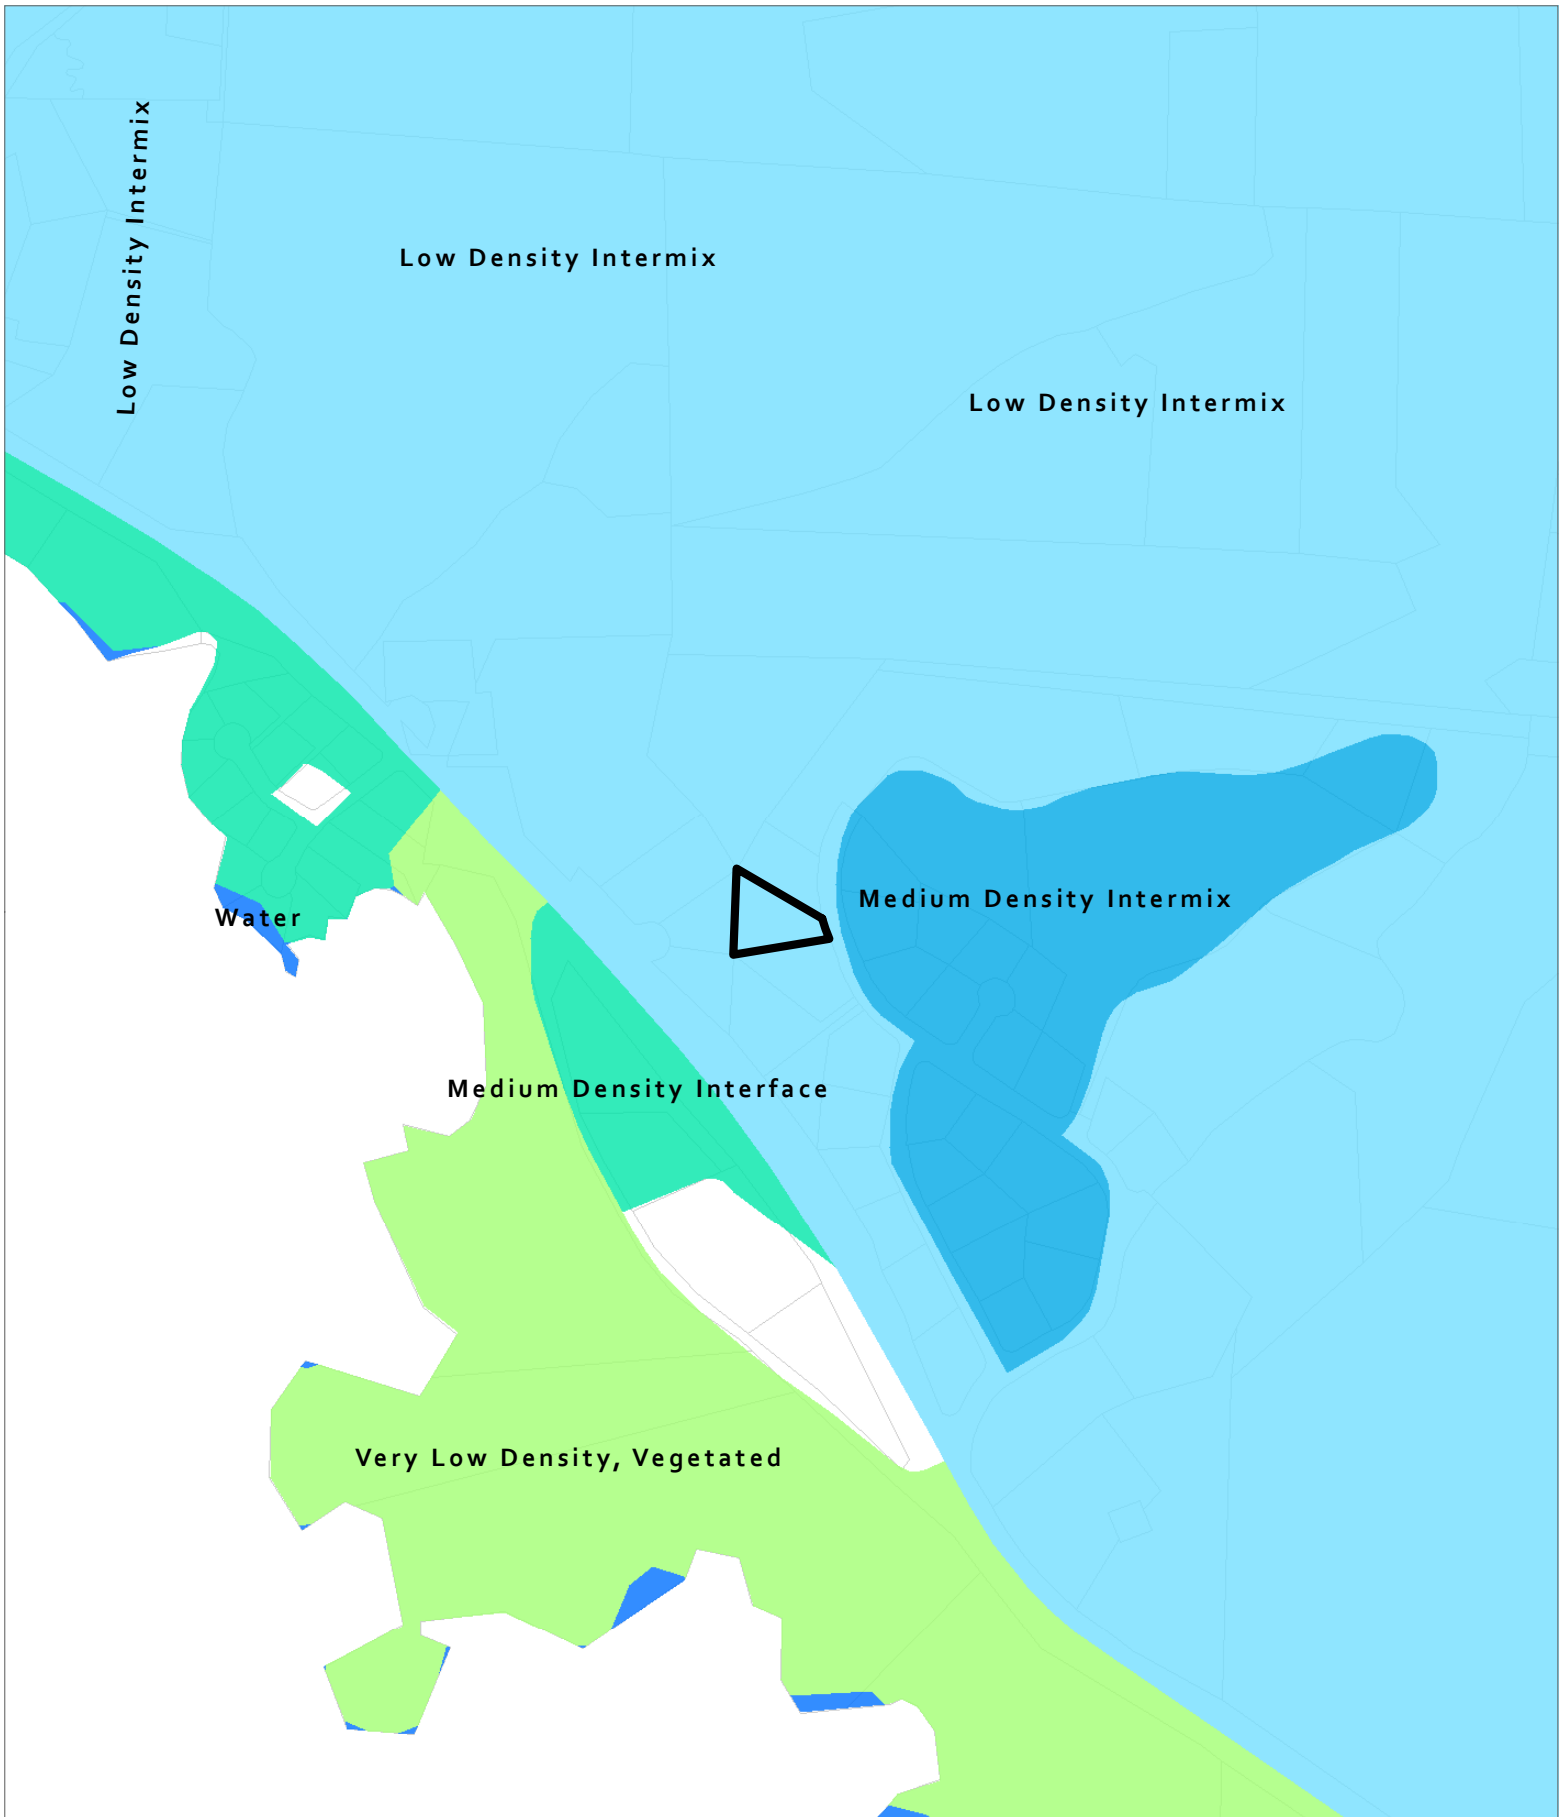 Low Density Intermix
Low Density Intermix
Low Density Intermix
Medium Density Intermix
Water
Medium Density Interface
Very Low Density, Vegetated